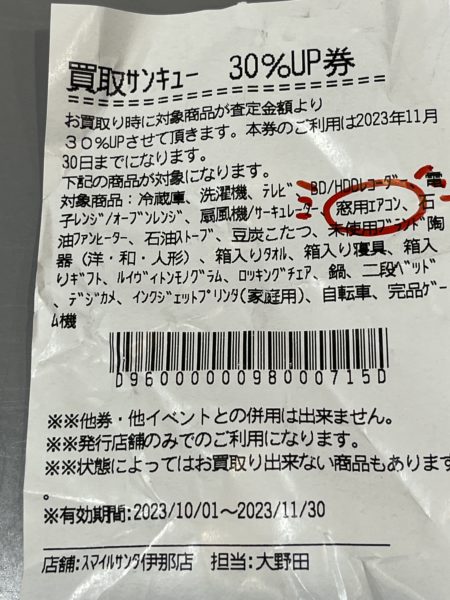 買取ｻﾝｷｭｰ 30%UP券
お買取り時に対象商品が査定金額より
３０%UPさせて頂きます。本券のご利用は2023年11月
30日までになります。
下記の商品が対象になります。
対象商品：冷蔵庫、洗濯機、ﾃﾚﾋﾞ、BD/HDDﾚｺｰﾀﾞｰ、電
子ﾚﾝｼﾞ/ｵｰﾌﾞﾝﾚﾝｼﾞ、扇風機/ｻｰｷｭﾚｰﾀｰ、窓用ｴｱｺﾝ、石
油ﾌｧﾝﾋｰﾀｰ、石油ｽﾄｰﾌﾞ、豆炭こたつ、未使用ﾌﾞﾗﾝﾄﾞ陶
器（洋・和・人形）、箱入りタオル、箱入り寝具、箱入
りｷﾞﾌﾄ、ﾙｲｳﾞｨﾄﾝﾓﾉｸﾞﾗﾑ、ﾛｯｷﾝｸﾞﾁｪｱ、鍋、二段ﾍﾞｯﾄﾞ
、ﾃﾞｼﾞｶﾒ、ｲﾝｸｼﾞｪｯﾄﾌﾟﾘﾝﾀ(家庭用)、自転車、完品ｹﾞｰ
ﾑ機
D96000000098000715D
※※他券・他イベントとの併用は出来ません。
※※発行店舗のみでのご利用になります。
※※状態によってはお買取り出来ない商品もあります
。
※有効期間:2023/10/01～2023/11/30
店舗:ｽﾏｲﾙｻﾝﾀ伊那店 担当:大野田